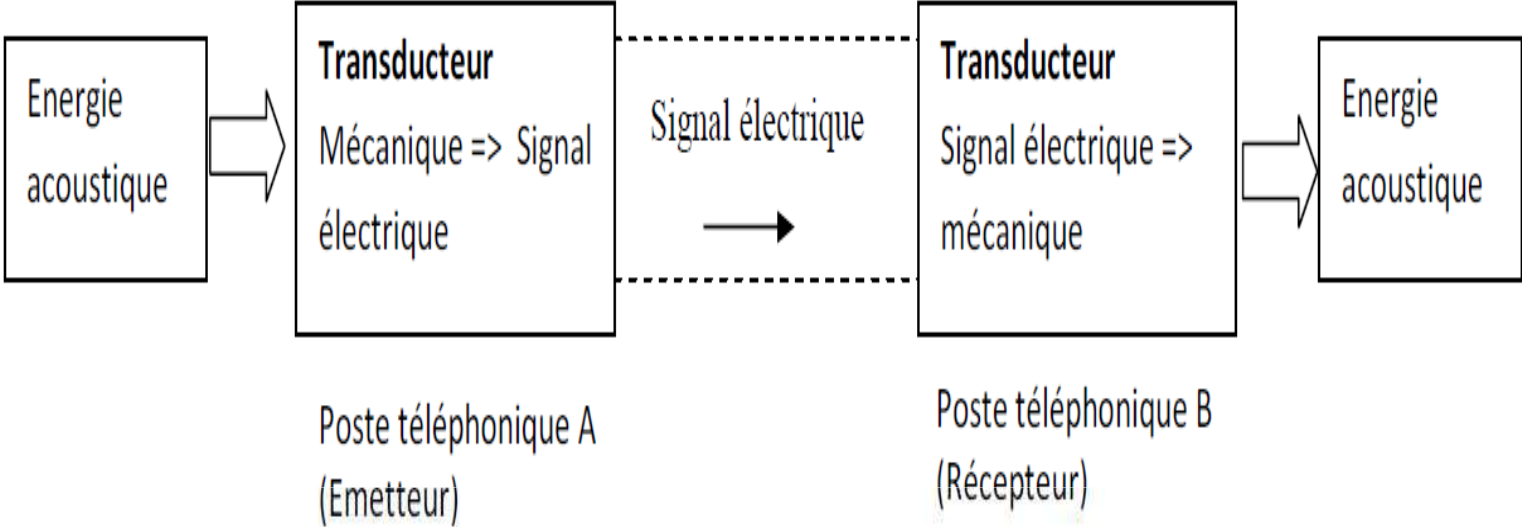 Energie
acoustique
Transducteur
Mécanique => Signal
électrique
Signal électrique
Transducteur
Signal électrique =>
mécanique
Energie
acoustique
Poste téléphonique A
(Emetteur)
Poste téléphonique B
(Récepteur)